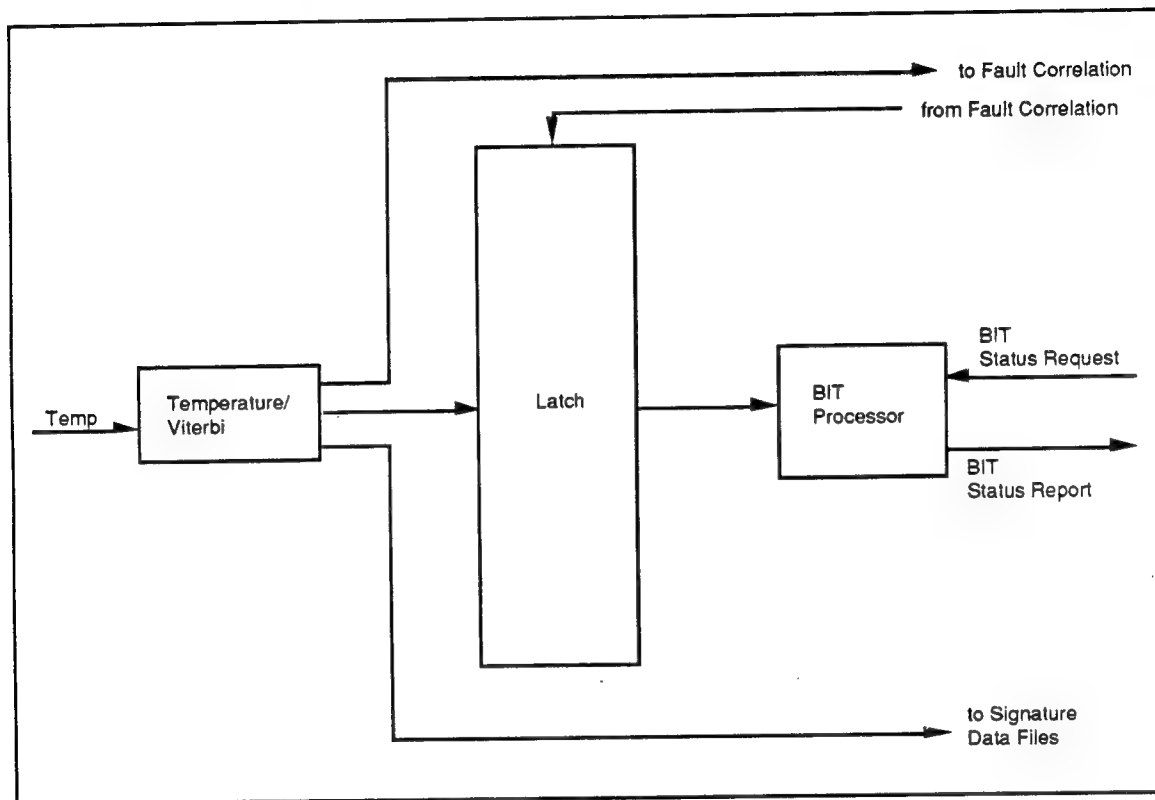 to Fault Correlation
from Fault Correlation
BIT
Status Request
Temp
Temperature/
Viterbi
Latch
BIT
Processor
BIT
Status Report
to Signature
Data Files